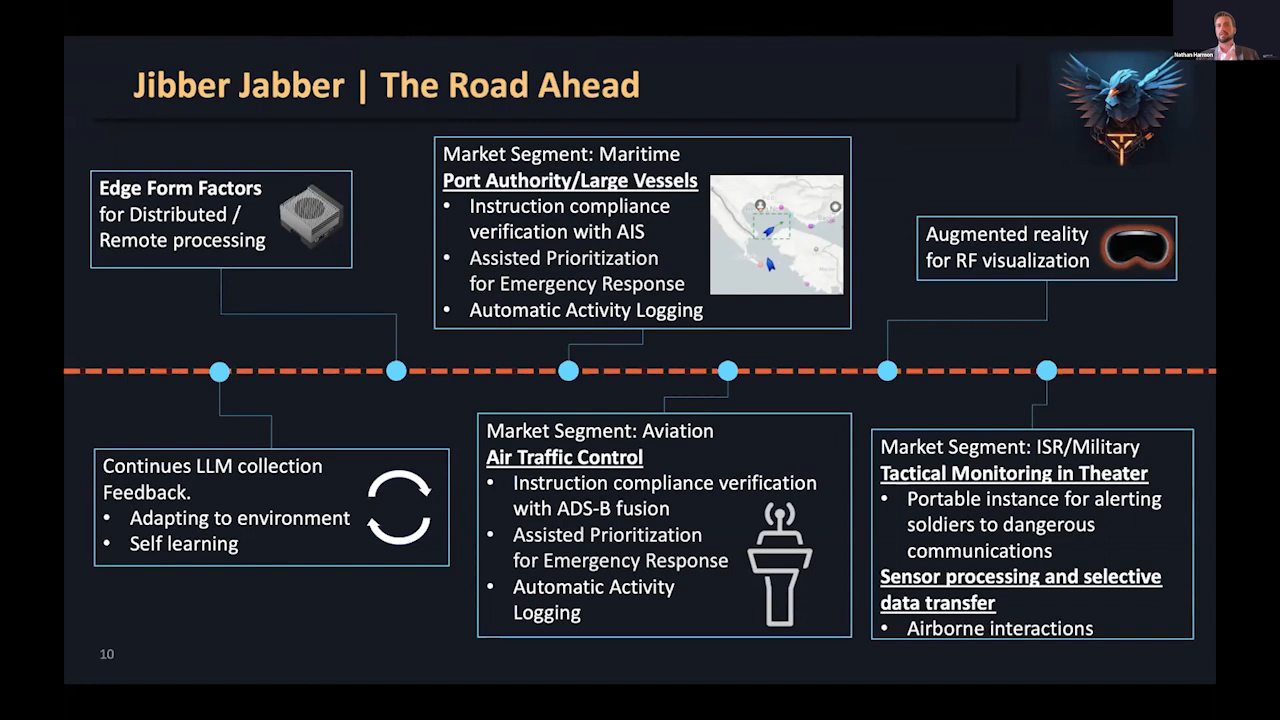 Nathan Harmon
Jibber Jabber | The Road Ahead
Edge Form Factors
for Distributed /
Remote processing
Market Segment: Maritime
Port Authority/Large Vessels
• Instruction compliance
verification with AIS
• Assisted Prioritization
for Emergency Response
• Automatic Activity Logging
Augmented reality
for RF visualization
Continues LLM collection
Feedback.
• Adapting to environment
• Self learning
Market Segment: Aviation
Air Traffic Control
• Instruction compliance verification
with ADS-B fusion
• Assisted Prioritization
for Emergency Response
• Automatic Activity
Logging
Market Segment: ISR/Military
Tactical Monitoring in Theater
• Portable instance for alerting
soldiers to dangerous
communications
Sensor processing and selective
data transfer
• Airborne interactions
10